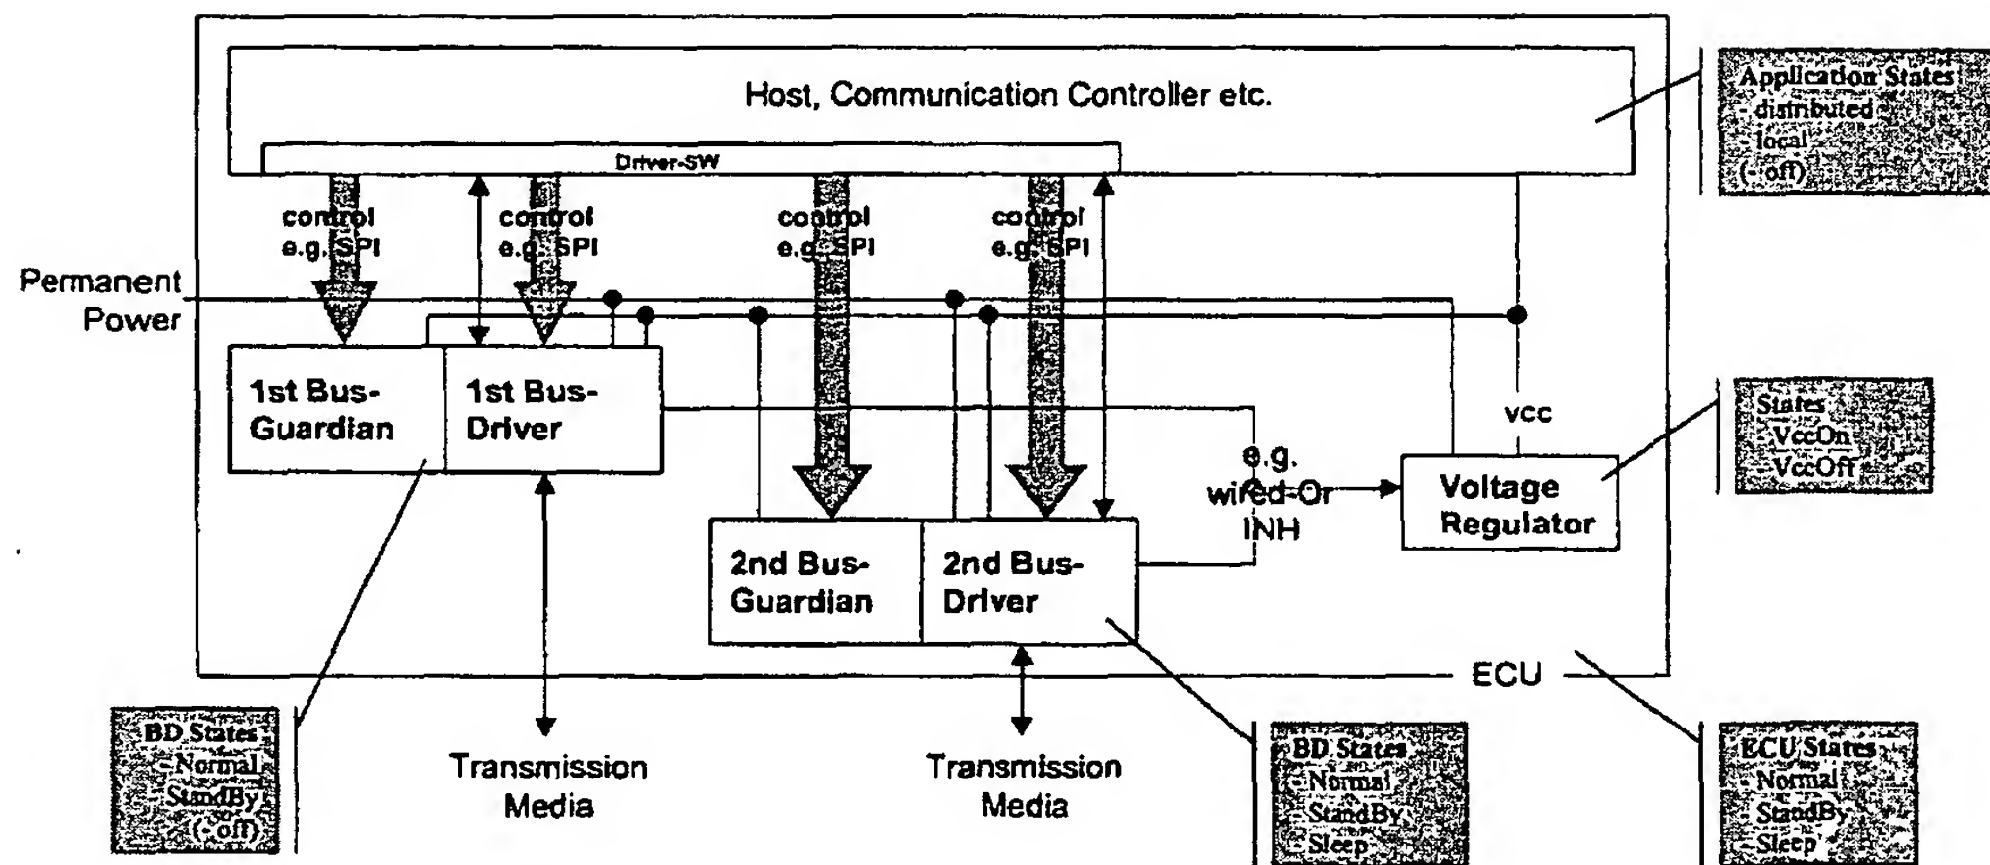 Host, Communication Controller etc.
Driver-SW
Application States
- distributed
- local
(- off)
control
e.g. SPI
control
e.g. SPI
control
e.g. SPI
control
e.g. SPI
Permanent
Power
1st Bus-
Guardian
1st Bus-
Driver
vcc
States
- VccOn
- VccOff
e.g.
wired-Or
INH
Voltage
Regulator
2nd Bus-
Guardian
2nd Bus-
Driver
ECU
BD States
- Normal
StandBy
(- off)
Transmission
Media
Transmission
Media
BD States
- Normal
- StandBy
- Sleep
ECU States
- Normal
- StandBy
- Sleep